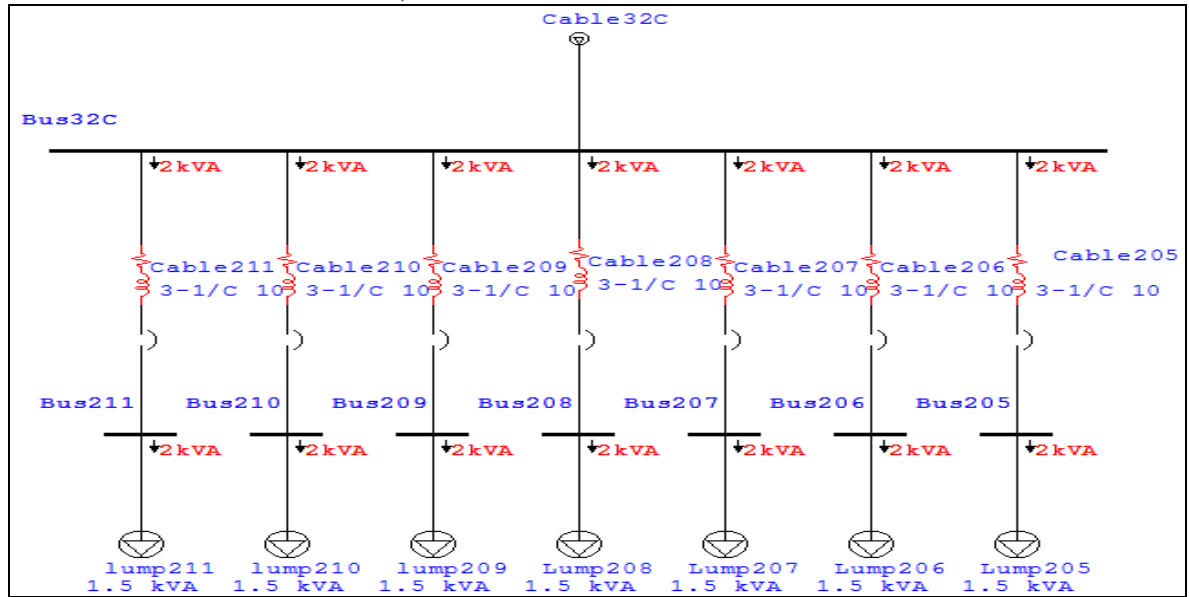 Cable32C
Bus32C
2kVA 2kVA 2kVA 2kVA 2kVA 2kVA 2kVA
Cable211 Cable210 Cable209 Cable208 Cable207 Cable206 Cable205
3-1/C 10 3-1/C 10 3-1/C 10 3-1/C 10 3-1/C 10 3-1/C 10 3-1/C 10
Bus211 Bus210 Bus209 Bus208 Bus207 Bus206 Bus205
2kVA 2kVA 2kVA 2kVA 2kVA 2kVA 2kVA
lump211 lump210 lump209 Lump208 Lump207 Lump206 Lump205
1.5 kVA 1.5 kVA 1.5 kVA 1.5 kVA 1.5 kVA 1.5 kVA 1.5 kVA